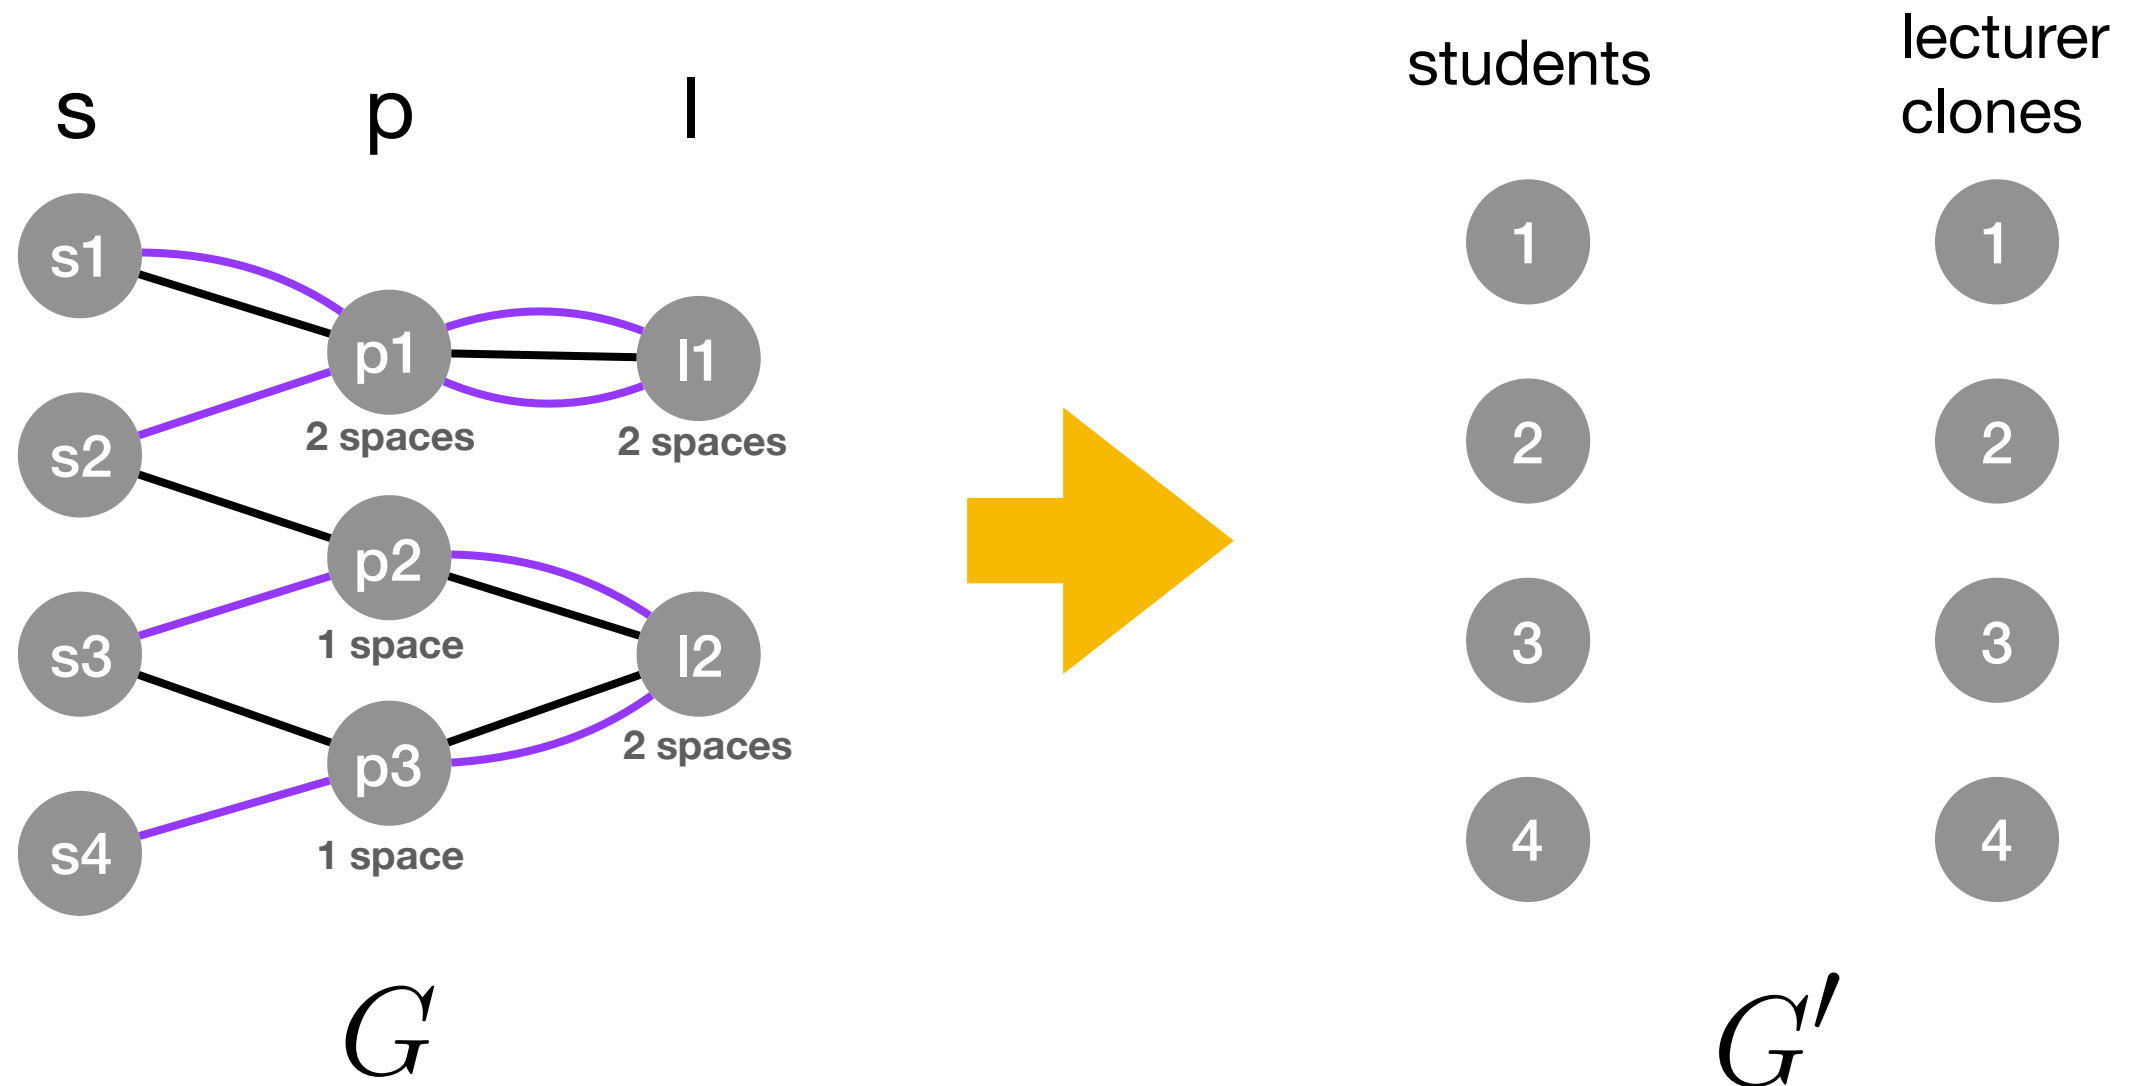 s p l
s1
s2
s3
s4
p1
2 spaces
p2
1 space
p3
1 space
l1
2 spaces
l2
2 spaces
G
students
lecturer
clones
1
2
3
4
1
2
3
4
G′